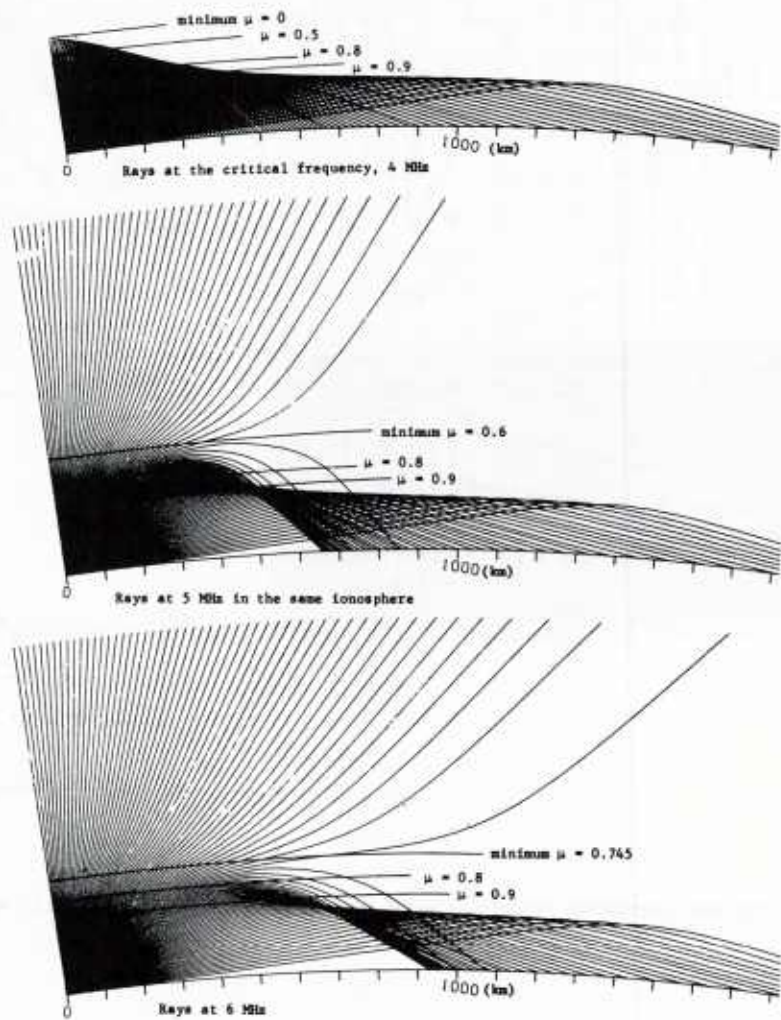 minimum μ = 0
μ = 0.5
μ = 0.8
μ = 0.9
0
1000 (km)
Rays at the critical frequency, 4 MHz
minimum μ = 0.6
μ = 0.8
μ = 0.9
0
1000 (km)
Rays at 5 MHz in the same ionosphere
minimum μ = 0.745
μ = 0.8
μ = 0.9
0
1000 (km)
Rays at 6 MHz